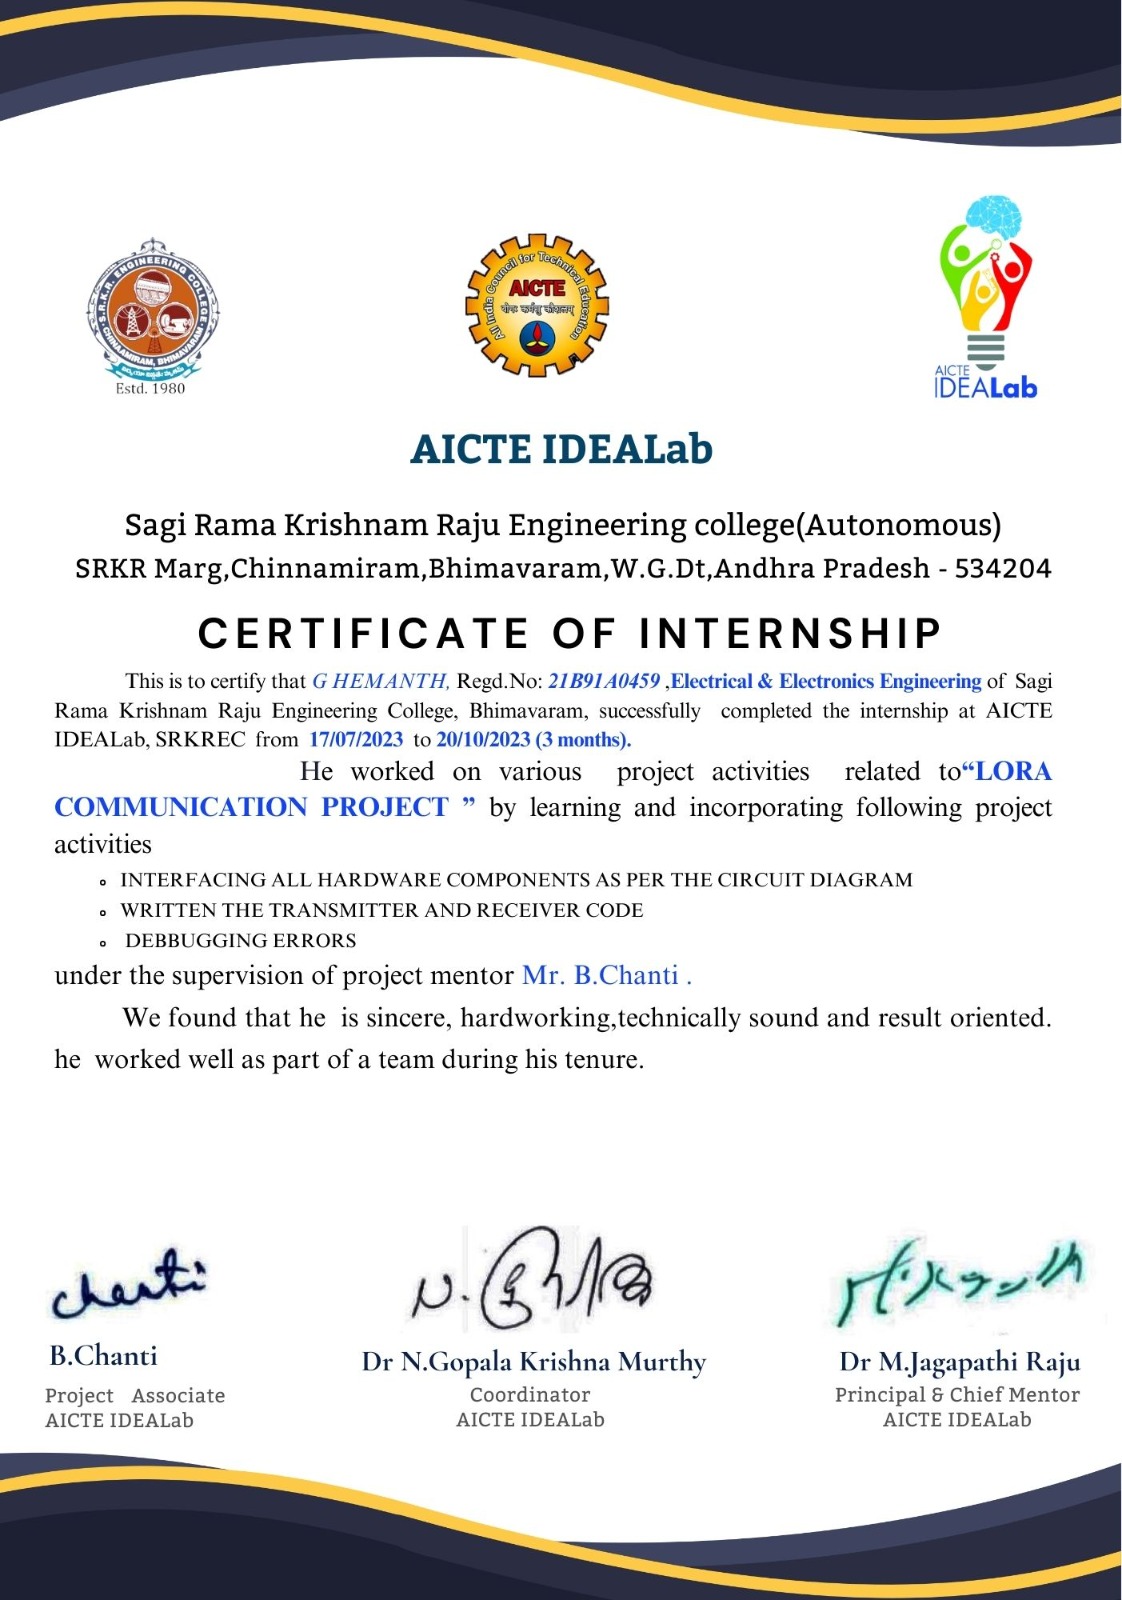 S.R.K.R. ENGINEERING COLLEGE
CHINAAMIRAM, BHIMAVARAM
Estd. 1980
All India Council for Technical Education
AICTE
योगः कर्मसु कौशलम्
AICTE
IDEALab
AICTE IDEALab
Sagi Rama Krishnam Raju Engineering college(Autonomous)
SRKR Marg,Chinnamiram,Bhimavaram,W.G.Dt,Andhra Pradesh - 534204
CERTIFICATE OF INTERNSHIP
This is to certify that G HEMANTH, Regd.No: 21B91A0459 ,Electrical & Electronics Engineering of Sagi
Rama Krishnam Raju Engineering College, Bhimavaram, successfully completed the internship at AICTE
IDEALab, SRKREC from 17/07/2023 to 20/10/2023 (3 months).
He worked on various project activities related to“LORA
COMMUNICATION PROJECT ” by learning and incorporating following project
activities
INTERFACING ALL HARDWARE COMPONENTS AS PER THE CIRCUIT DIAGRAM
WRITTEN THE TRANSMITTER AND RECEIVER CODE
DEBBUGGING ERRORS
under the supervision of project mentor Mr. B.Chanti .
We found that he is sincere, hardworking,technically sound and result oriented.
he worked well as part of a team during his tenure.
chanti
B.Chanti
Project Associate
AICTE IDEALab
Dr N.Gopala Krishna Murthy
Coordinator
AICTE IDEALab
Dr M.Jagapathi Raju
Principal & Chief Mentor
AICTE IDEALab